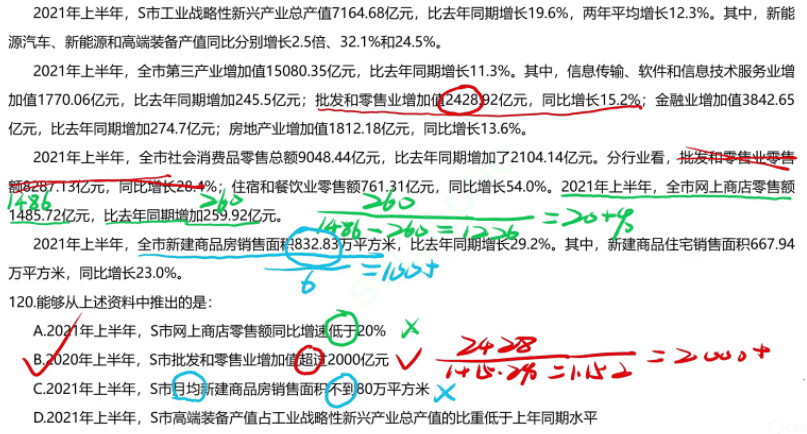 2021年上半年，S市工业战略性新兴产业总产值7164.68亿元，比去年同期增长19.6%，两年平均增长12.3%。其中，新能
源汽车、新能源和高端装备产值同比分别增长2.5倍、32.1%和24.5%。
2021年上半年，全市第三产业增加值15080.35亿元，比去年同期增长11.3%。其中，信息传输、软件和信息技术服务业增
加值1770.06亿元，比去年同期增加245.5亿元；批发和零售业增加值2428.92亿元，同比增长15.2%；金融业增加值3842.65
亿元，比去年同期增加274.7亿元；房地产业增加值1812.18亿元，同比增长13.6%。
2021年上半年，全市社会消费品零售总额9048.44亿元，比去年同期增加了2104.14亿元。分行业看，批发和零售业零售
额8287.13亿元，同比增长28.4%；住宿和餐饮业零售额761.31亿元，同比增长54.0%。2021年上半年，全市网上商店零售额
1486 260 260
1485.72亿元，比去年同期增加259.92亿元。
1486-260=1226 =20+%
2021年上半年，全市新建商品房销售面积832.83万平方米，比去年同期增长29.2%。其中，新建商品住宅销售面积667.94
万平方米，同比增长23.0%。
6 =100+
120.能够从上述资料中推出的是：
A.2021年上半年，S市网上商店零售额同比增速低于20% ×
B.2020年上半年，S市批发和零售业增加值超过2000亿元 ✓
2428
1+15.2%=1.152 =2000+
C.2021年上半年，S市月均新建商品房销售面积不到80万平方米 ×
D.2021年上半年，S市高端装备产值占工业战略性新兴产业总产值的比重低于上年同期水平